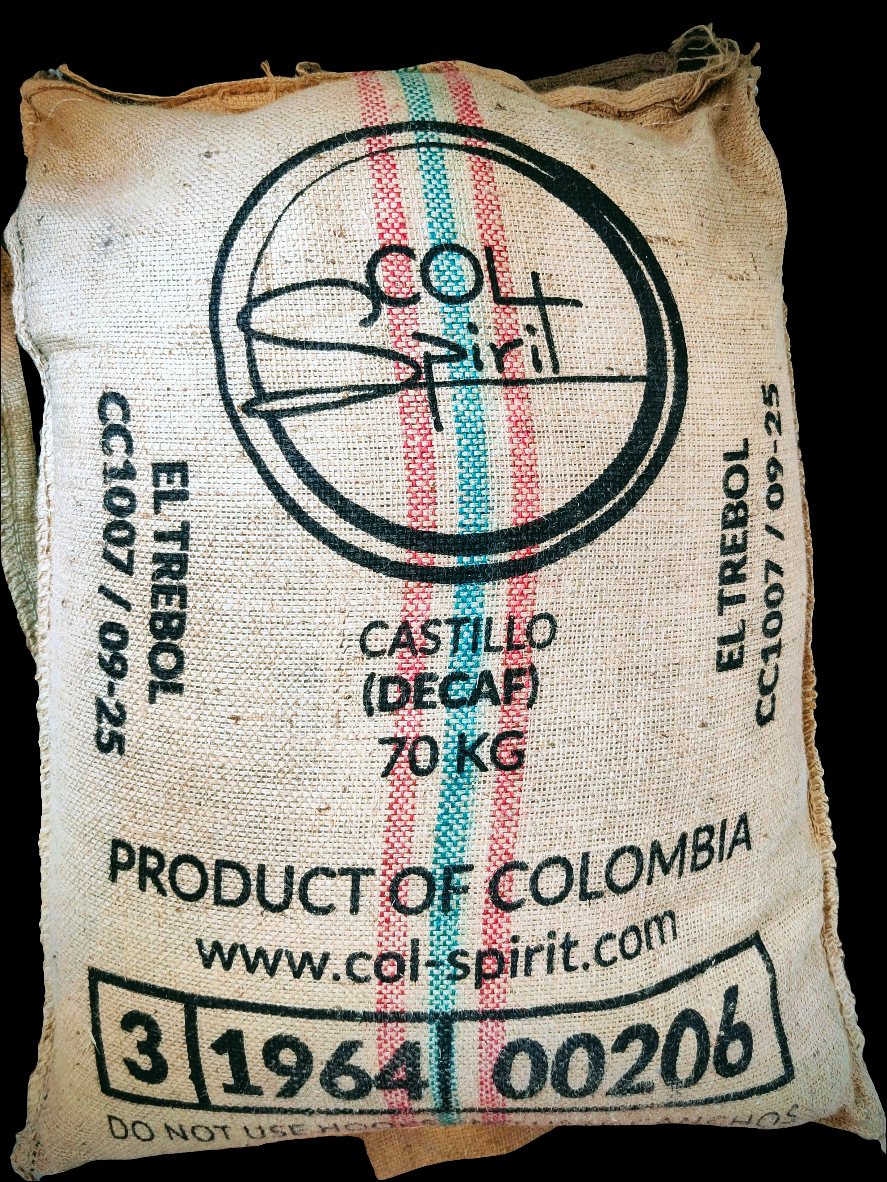 COL
Spirit
EL TREBOL
CC1007 / 09-25
EL TREBOL
CC1007 / 09-25
CASTILLO
(DECAF)
70 KG
PRODUCT OF COLOMBIA
www.col-spirit.com
3 1964 00206
DO NOT USE HOOKS